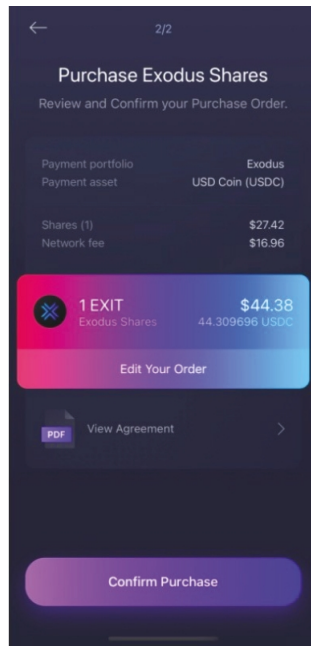 2/2
Purchase Exodus Shares
Review and Confirm your Purchase Order.
Payment portfolio Exodus
Payment asset USD Coin (USDC)
Shares (1) $27.42
Network fee $16.96
1 EXIT $44.38
Exodus Shares 44.309696 USDC
Edit Your Order
PDF View Agreement
Confirm Purchase